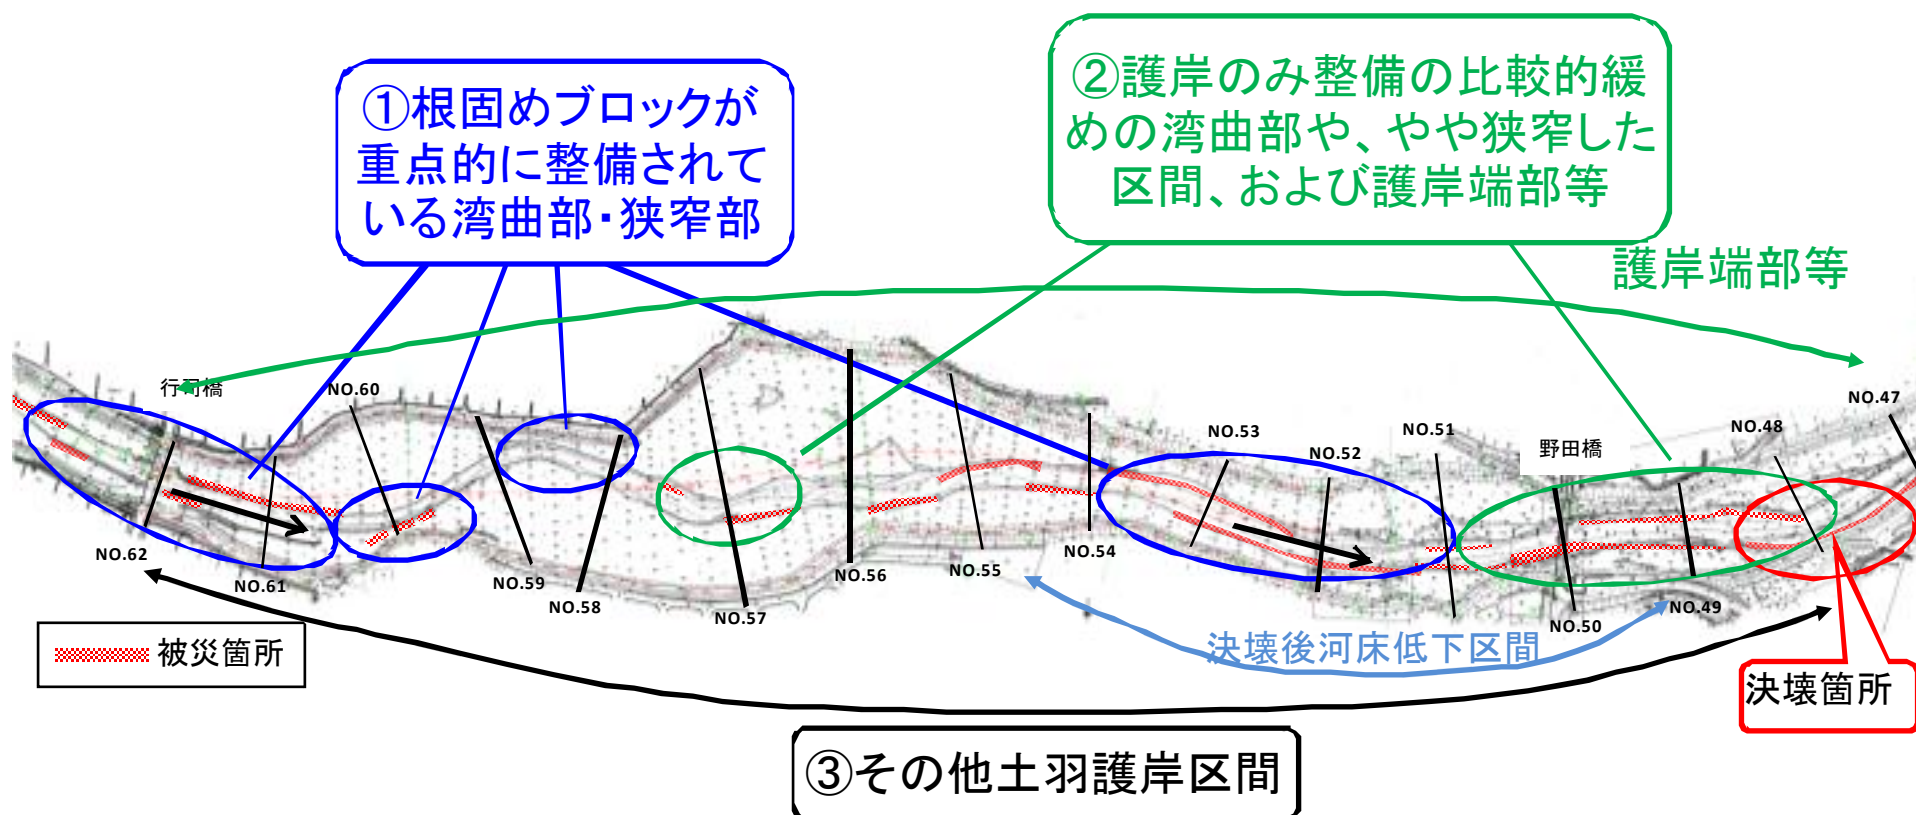 ①根固めブロックが
重点的に整備されて
いる湾曲部・狭窄部
②護岸のみ整備の比較的緩
めの湾曲部や、やや狭窄した
区間、および護岸端部等
護岸端部等
行司橋
NO.60
NO.47
NO.48
NO.51
NO.53
NO.52
野田橋
NO.62
NO.61
NO.59
NO.58
NO.57
NO.56
NO.55
NO.54
NO.50
NO.49
決壊後河床低下区間
被災箇所
決壊箇所
③その他土羽護岸区間